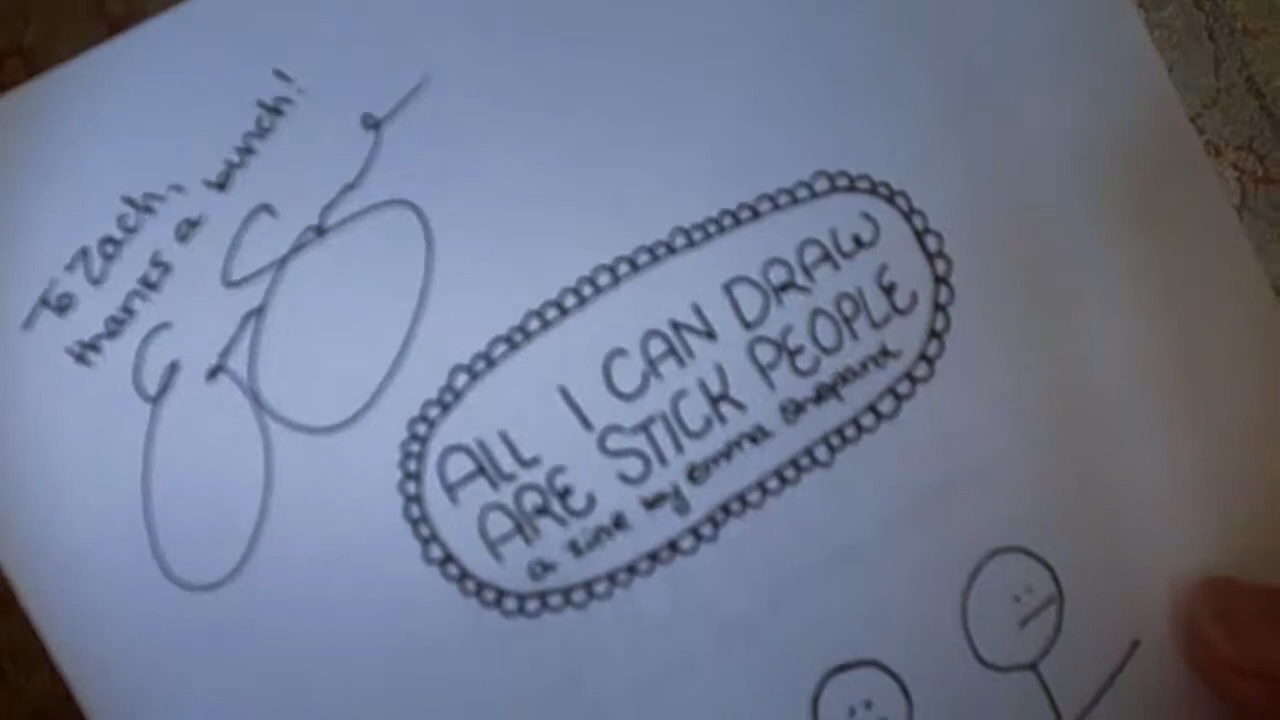 To Zach,
thanks a bunch!
ALL I CAN DRAW
ARE STICK PEOPLE
a zine by emma